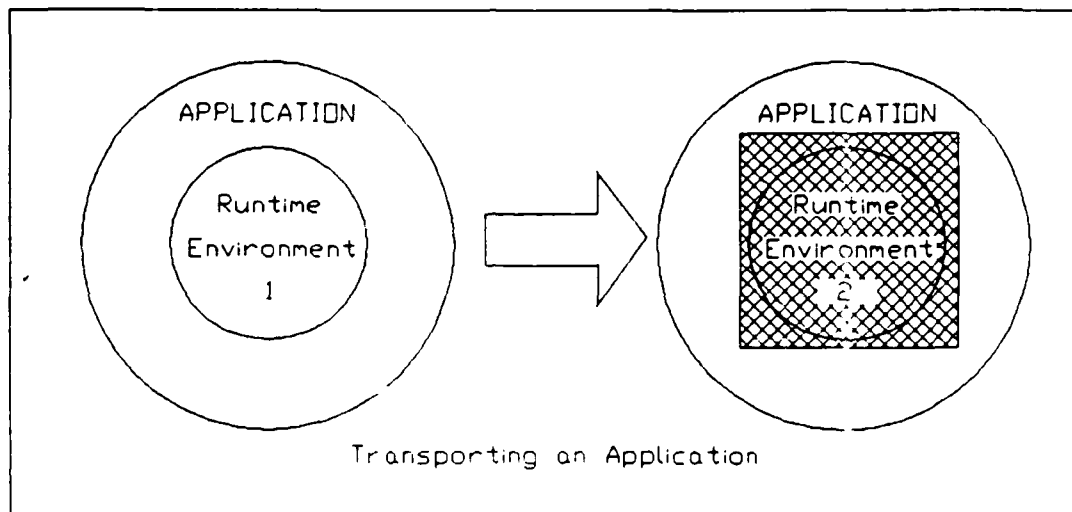 APPLICATION
Runtime
Environment
1
APPLICATION
Runtime
Environment
2
Transporting an Application